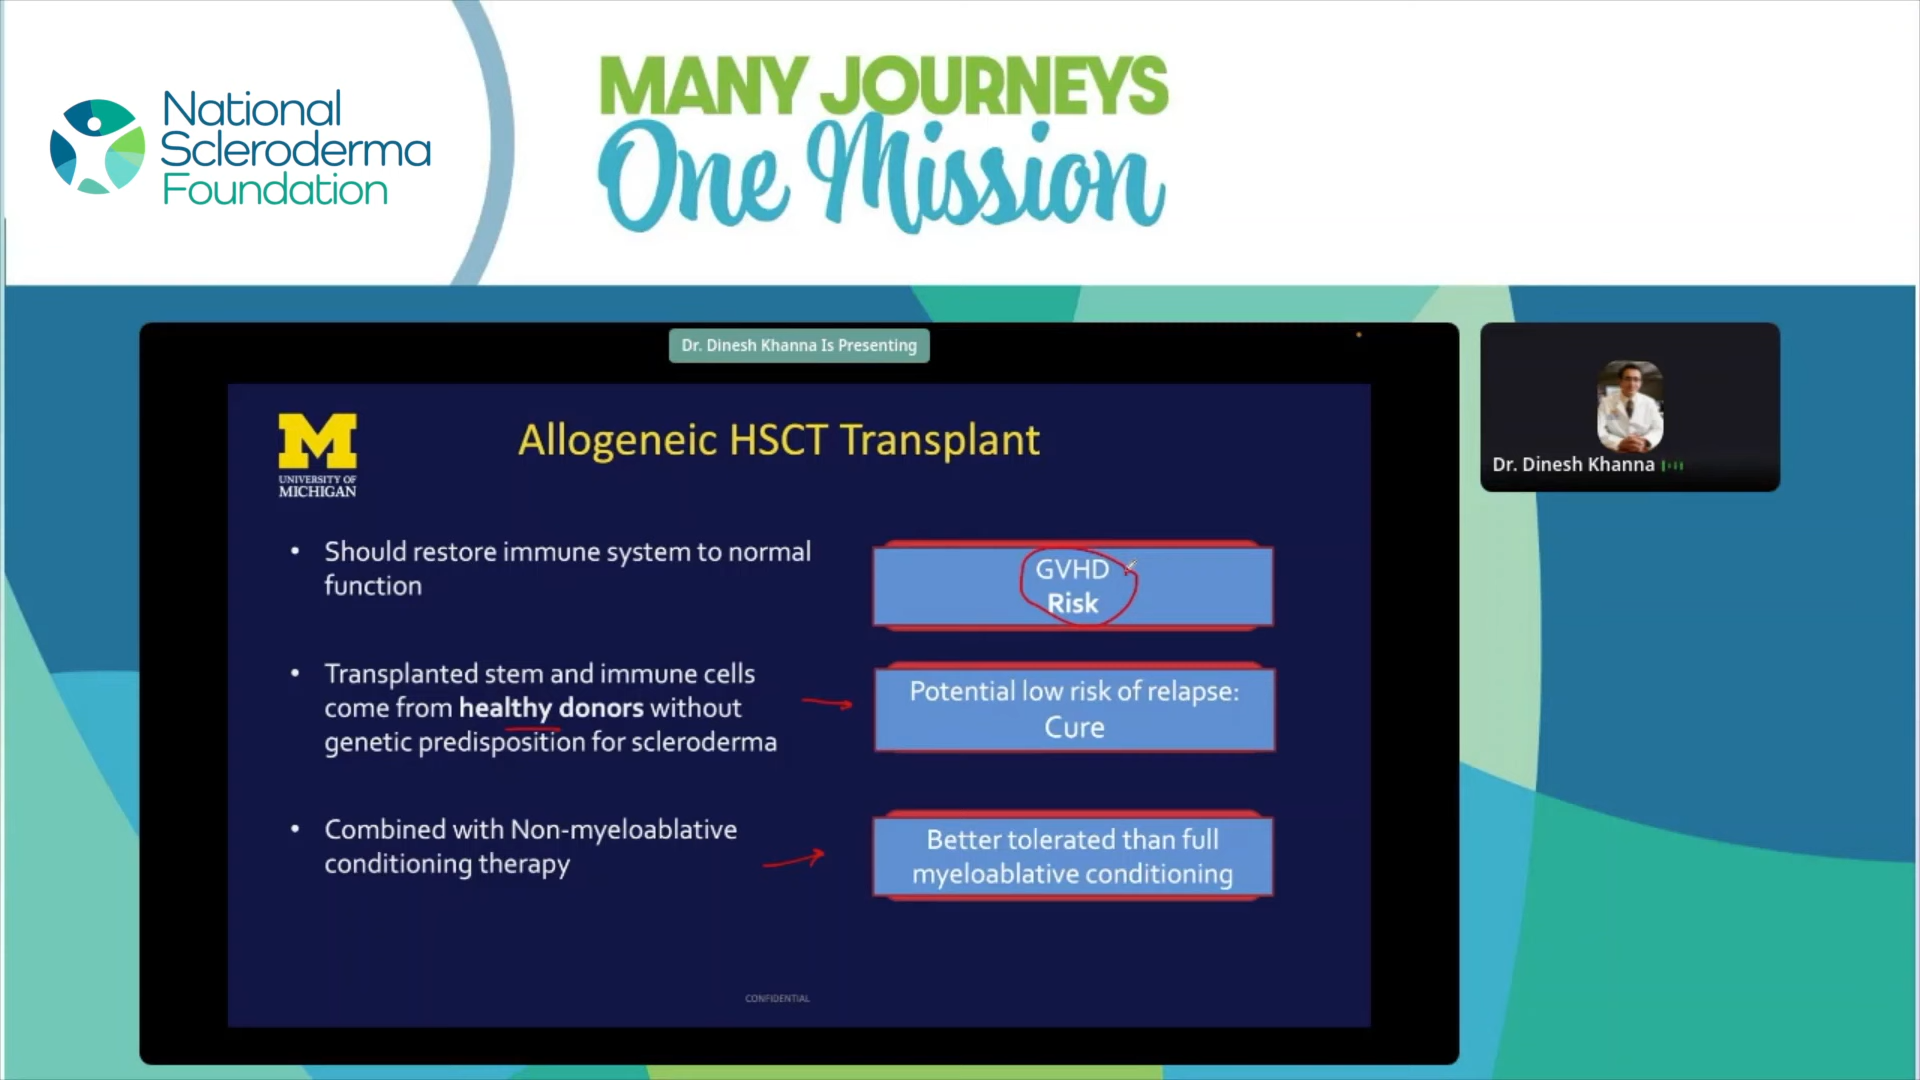 National
Scleroderma
Foundation
MANY JOURNEYS
One Mission
Dr. Dinesh Khanna Is Presenting
Dr. Dinesh Khanna
M
UNIVERSITY OF
MICHIGAN
Allogeneic HSCT Transplant
• Should restore immune system to normal
function
GVHD
Risk
• Transplanted stem and immune cells
come from healthy donors without
genetic predisposition for scleroderma
Potential low risk of relapse:
Cure
• Combined with Non-myeloablative
conditioning therapy
Better tolerated than full
myeloablative conditioning
CONFIDENTIAL